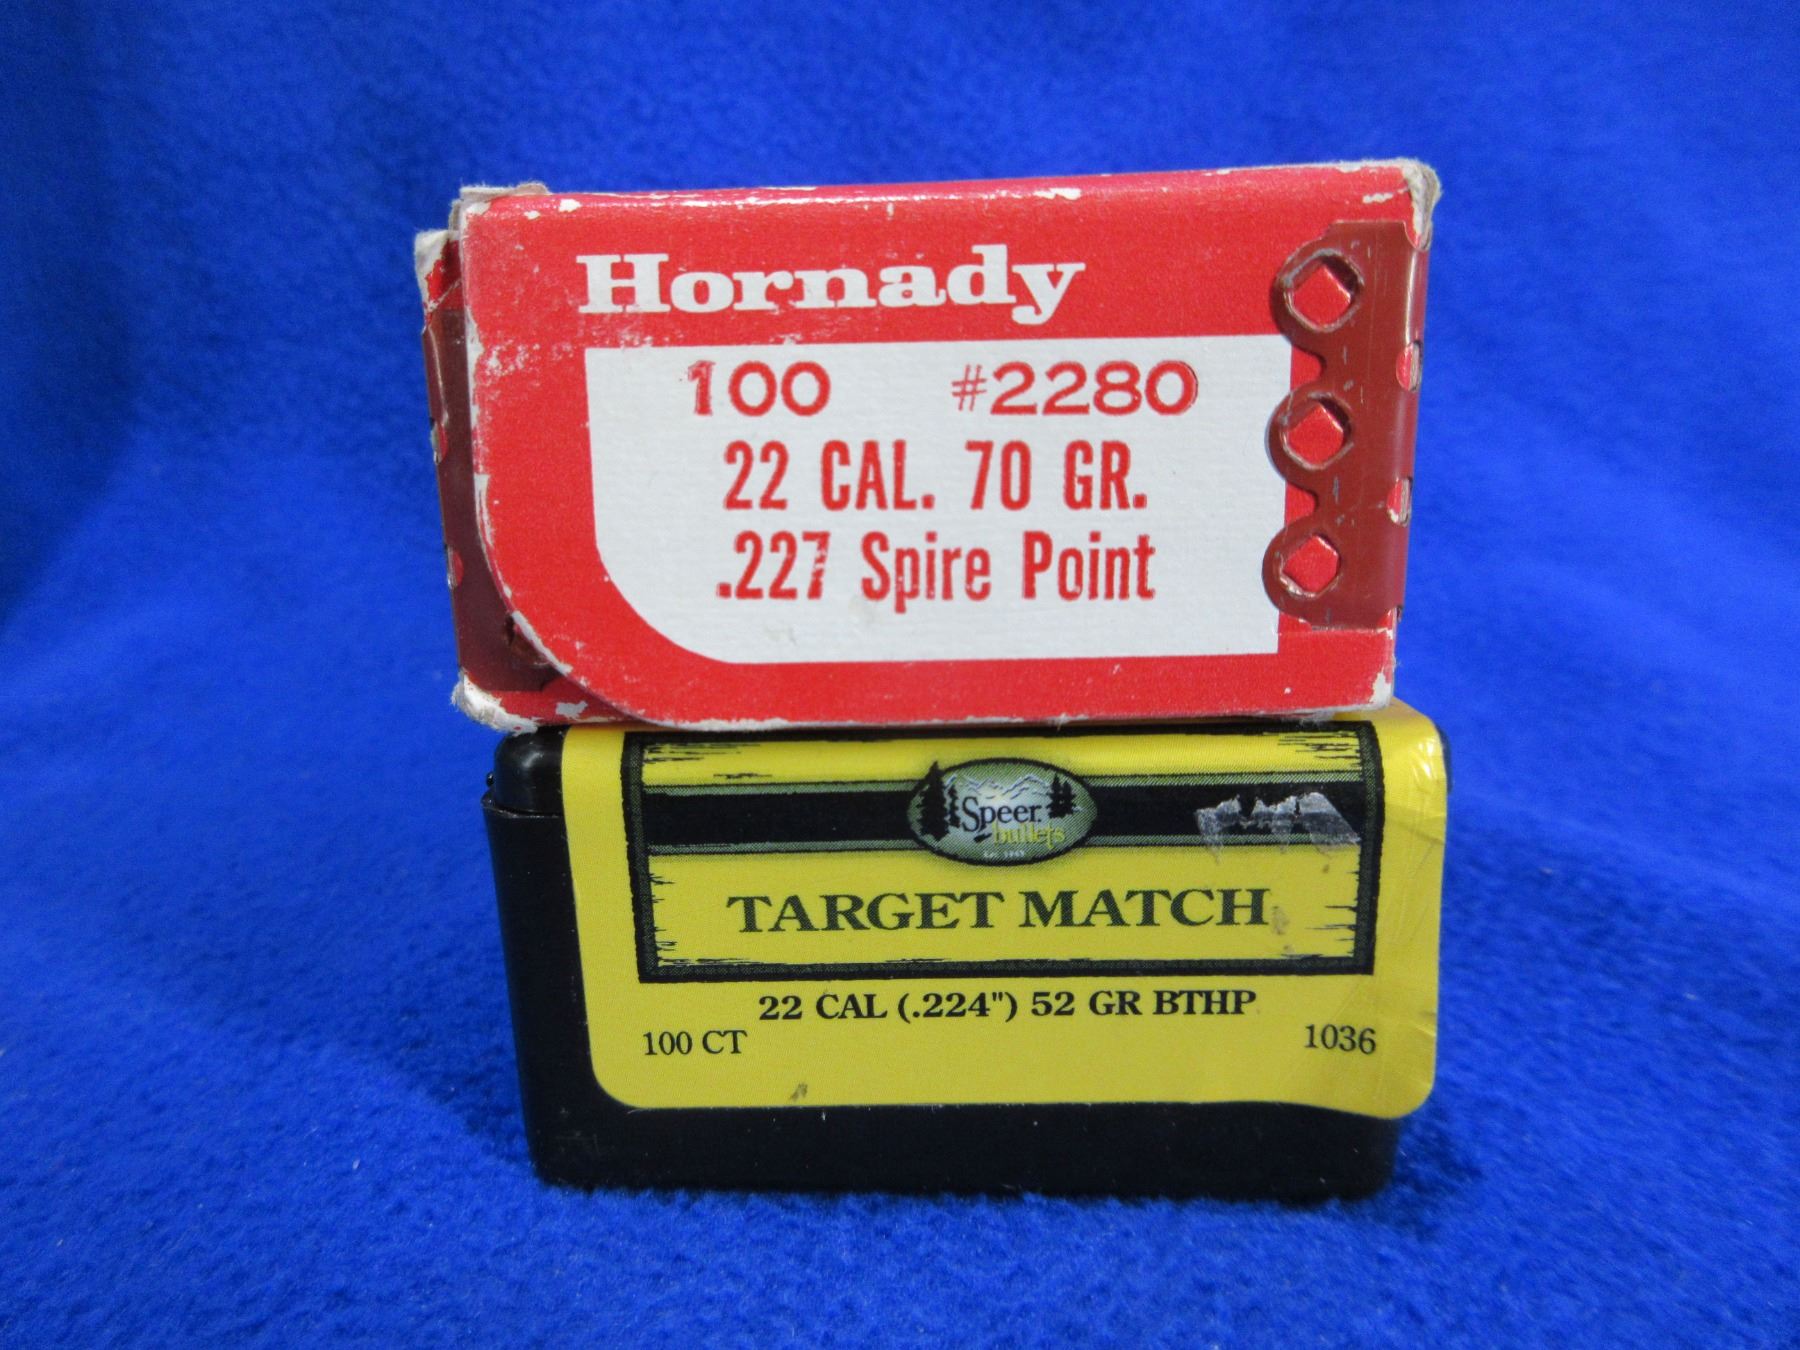 Hornady
100 #2280
22 CAL. 70 GR.
.227 Spire Point
Speer
bullets
TARGET MATCH
22 CAL (.224") 52 GR BTHP
100 CT 1036